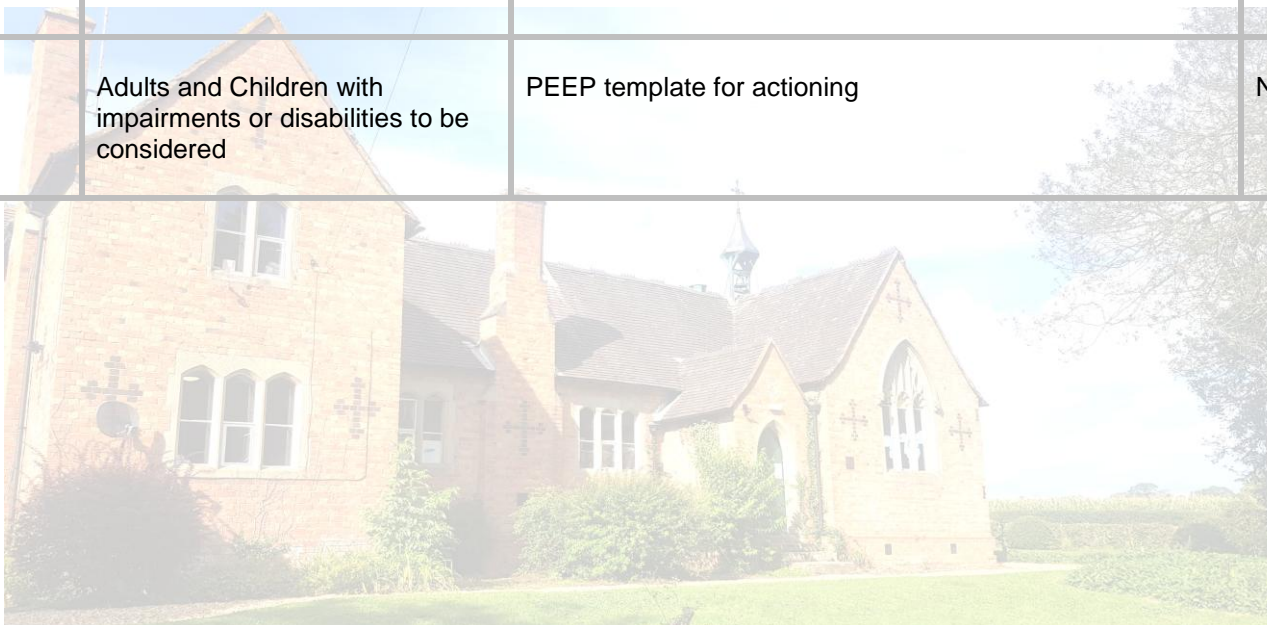 Adults and Children with
impairments or disabilities to be
considered
PEEP template for actioning